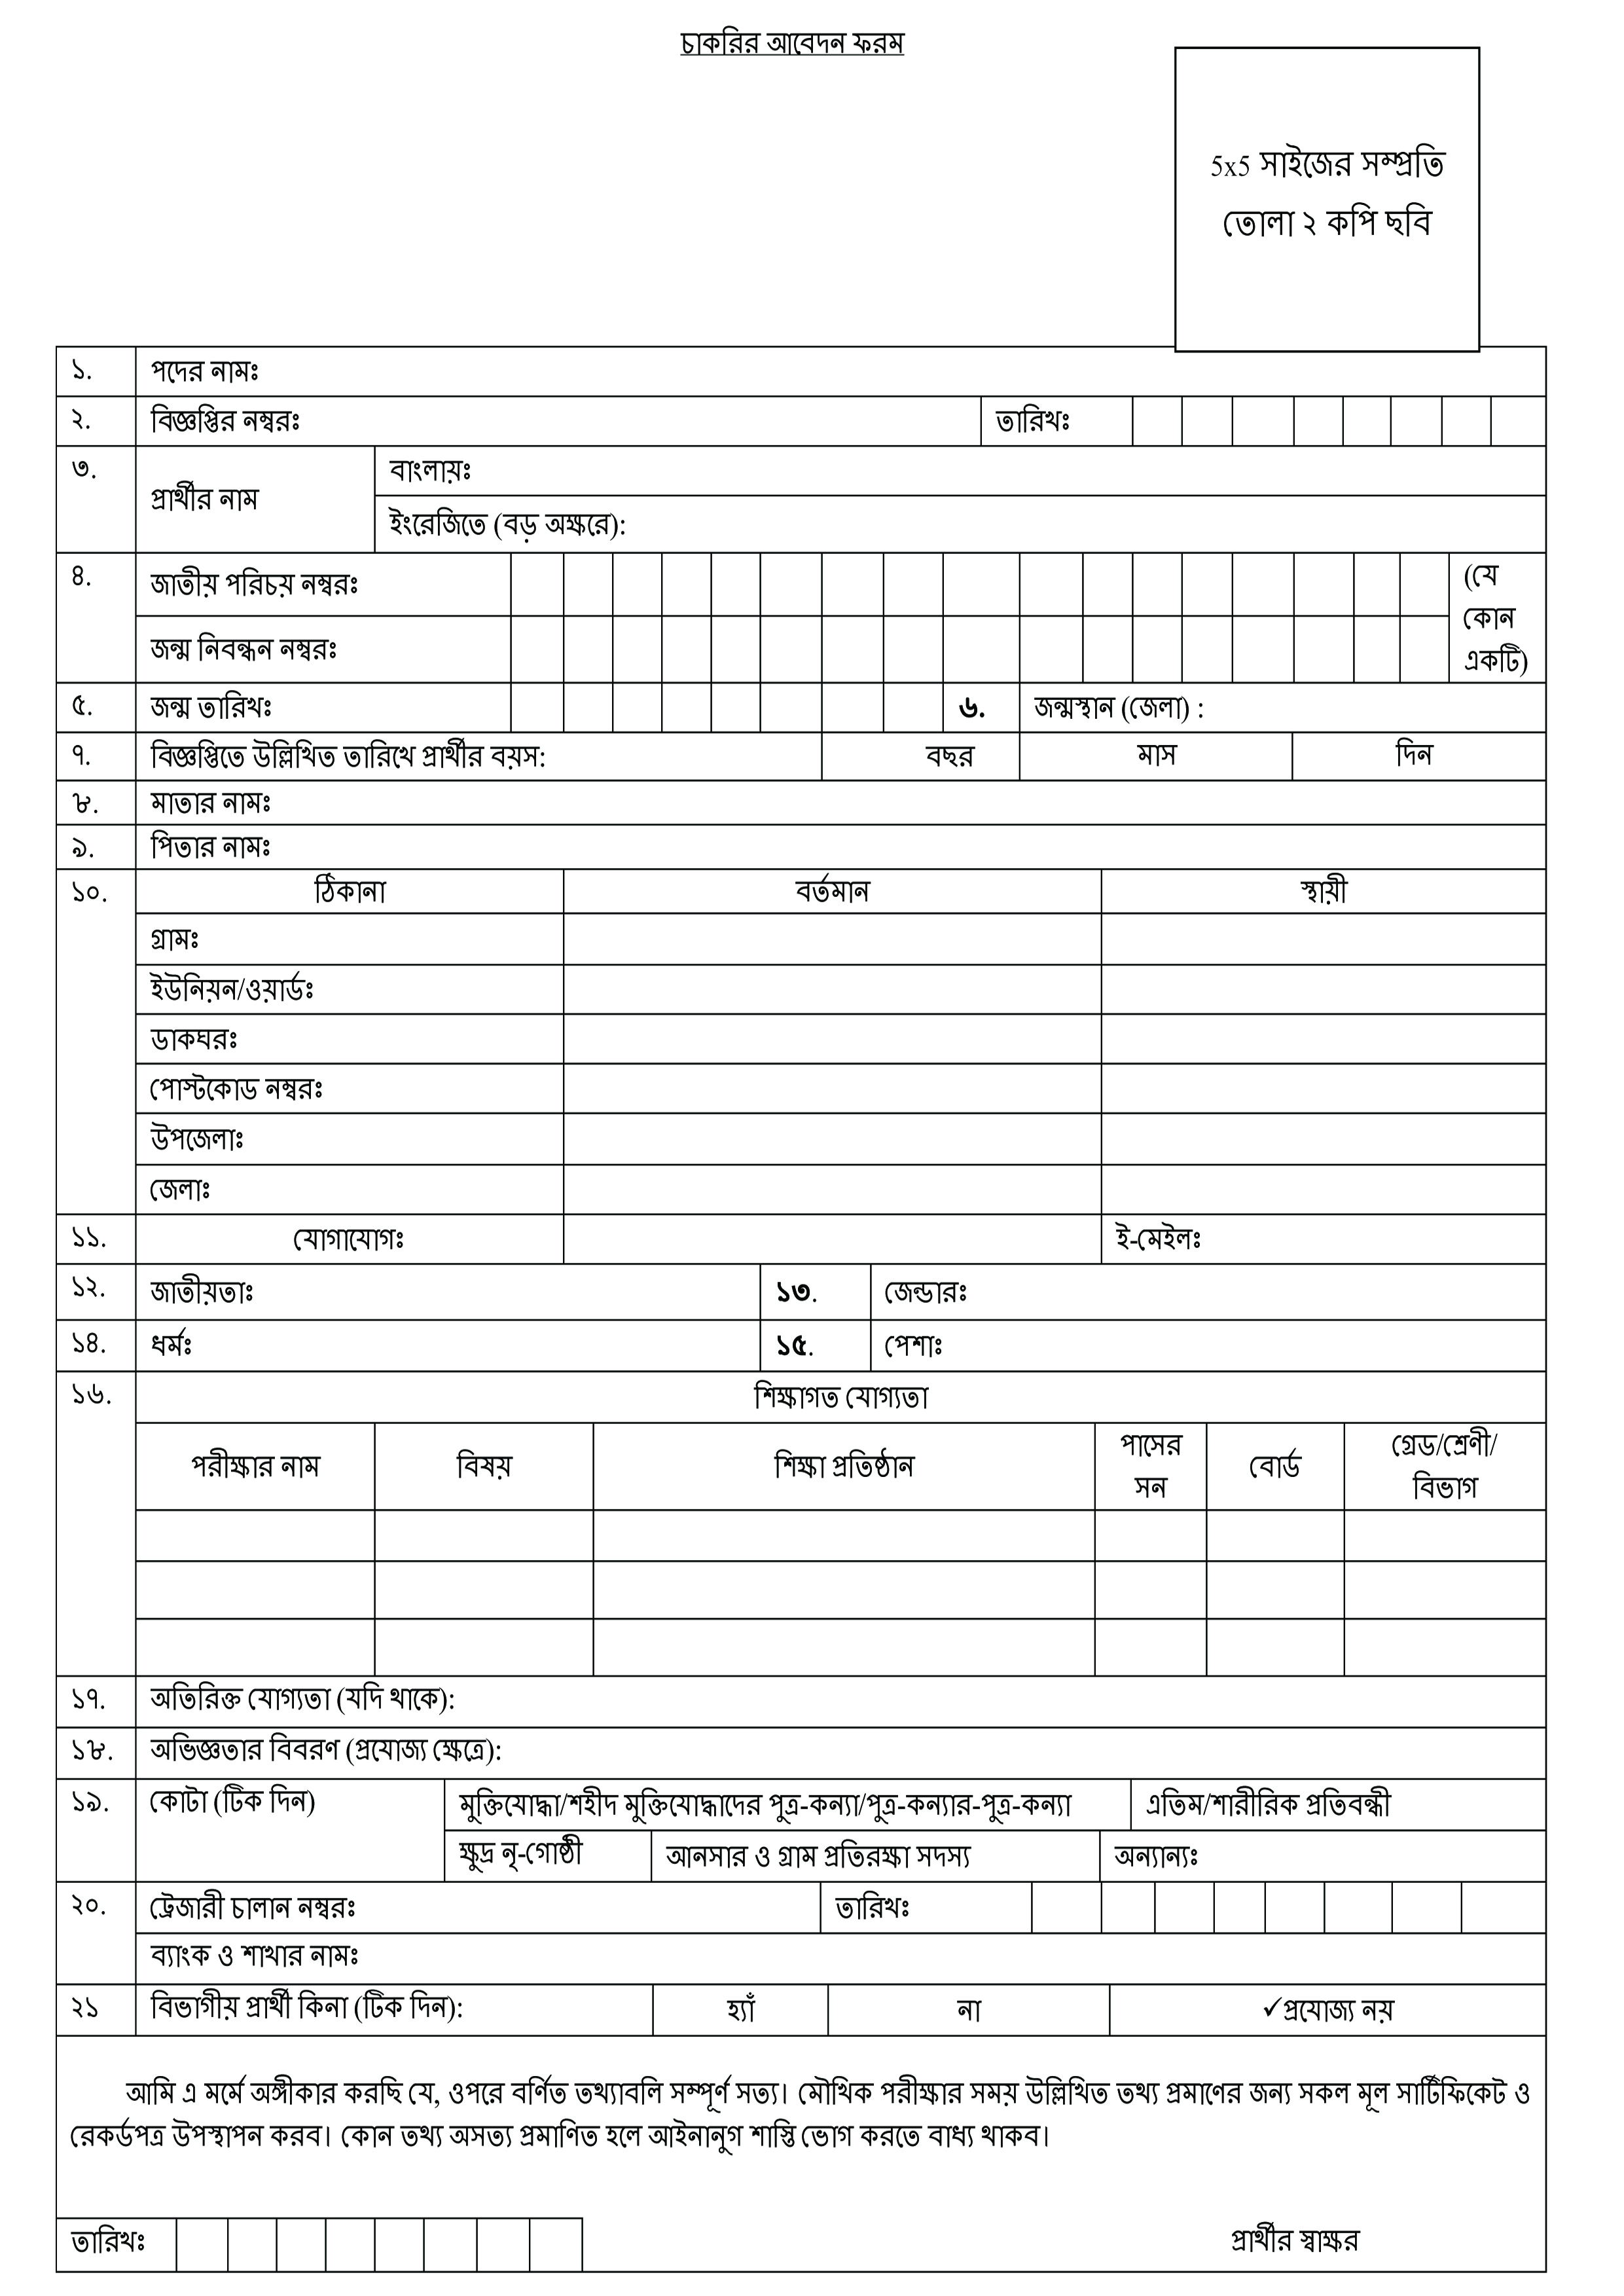 চাকরির আবেদন ফরম
5x5 সাইজের সম্প্রতি
তোলা ২ কপি ছবি
১. পদের নামঃ
২. বিজ্ঞপ্তির নম্বরঃ তারিখঃ
৩. প্রার্থীর নাম বাংলায়ঃ
ইংরেজিতে (বড় অক্ষরে):
৪. জাতীয় পরিচয় নম্বরঃ (যে
কোন
জন্ম নিবন্ধন নম্বরঃ একটি)
৫. জন্ম তারিখঃ ৬. জন্মস্থান (জেলা) :
৭. বিজ্ঞপ্তিতে উল্লিখিত তারিখে প্রার্থীর বয়স: বছর মাস দিন
৮. মাতার নামঃ
৯. পিতার নামঃ
১০. ঠিকানা বর্তমান স্থায়ী
গ্রামঃ
ইউনিয়ন/ওয়ার্ডঃ
ডাকঘরঃ
পোস্টকোড নম্বরঃ
উপজেলাঃ
জেলাঃ
১১. যোগাযোগঃ ই-মেইলঃ
১২. জাতীয়তাঃ ১৩. জেন্ডারঃ
১৪. ধর্মঃ ১৫. পেশাঃ
১৬. শিক্ষাগত যোগ্যতা
পরীক্ষার নাম বিষয় শিক্ষা প্রতিষ্ঠান পাসের সন বোর্ড গ্রেড/শ্রেণী/ বিভাগ
১৭. অতিরিক্ত যোগ্যতা (যদি থাকে):
১৮. অভিজ্ঞতার বিবরণ (প্রযোজ্য ক্ষেত্রে):
১৯. কোটা (টিক দিন) মুক্তিযোদ্ধা/শহীদ মুক্তিযোদ্ধাদের পুত্র-কন্যা/পুত্র-কন্যার-পুত্র-কন্যা এতিম/শারীরিক প্রতিবন্ধী
ক্ষুদ্র নৃ-গোষ্ঠী আনসার ও গ্রাম প্রতিরক্ষা সদস্য অন্যান্যঃ
২০. ট্রেজারী চালান নম্বরঃ তারিখঃ
ব্যাংক ও শাখার নামঃ
২১ বিভাগীয় প্রার্থী কিনা (টিক দিন): হ্যাঁ না ✓প্রযোজ্য নয়
আমি এ মর্মে অঙ্গীকার করছি যে, ওপরে বর্ণিত তথ্যাবলি সম্পূর্ণ সত্য। মৌখিক পরীক্ষার সময় উল্লিখিত তথ্য প্রমাণের জন্য সকল মূল সার্টিফিকেট ও
রেকর্ডপত্র উপস্থাপন করব। কোন তথ্য অসত্য প্রমাণিত হলে আইনানুগ শাস্তি ভোগ করতে বাধ্য থাকব।
তারিখঃ প্রার্থীর স্বাক্ষর